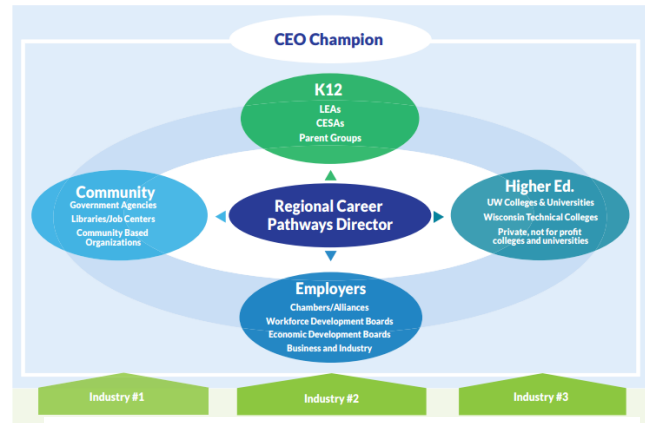 CEO Champion
K12
LEAs
CESAs
Parent Groups
Community
Government Agencies
Libraries/Job Centers
Community Based
Organizations
Regional Career
Pathways Director
Higher Ed.
UW Colleges & Universities
Wisconsin Technical Colleges
Private, not for profit
colleges and universities
Employers
Chambers/Alliances
Workforce Development Boards
Economic Development Boards
Business and Industry
Industry #1
Industry #2
Industry #3